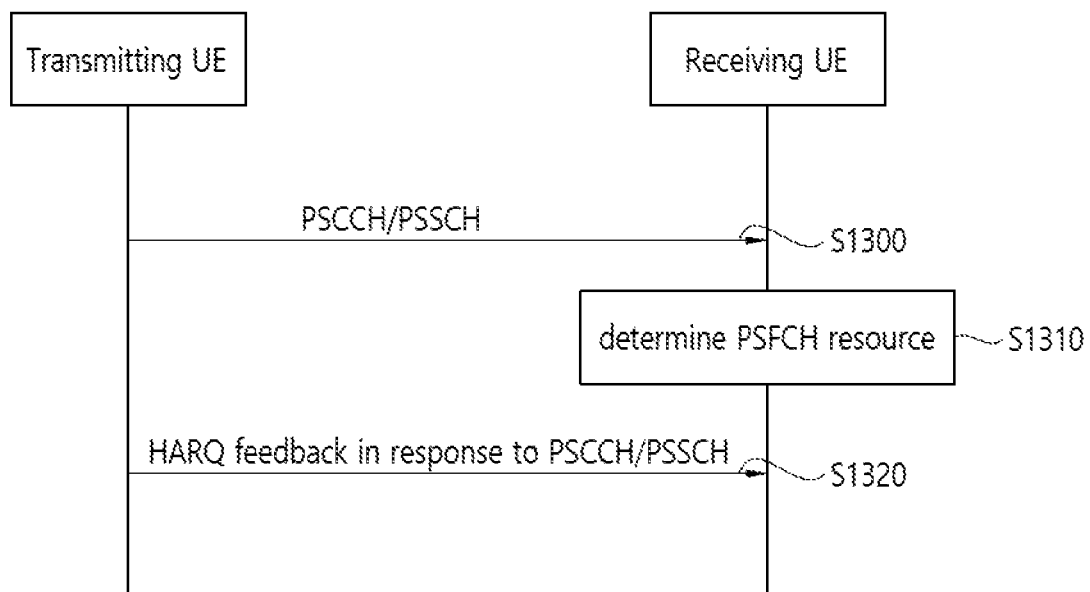 Transmitting UE
Receiving UE
PSCCH/PSSCH
S1300
determine PSFCH resource
S1310
HARQ feedback in response to PSCCH/PSSCH
S1320